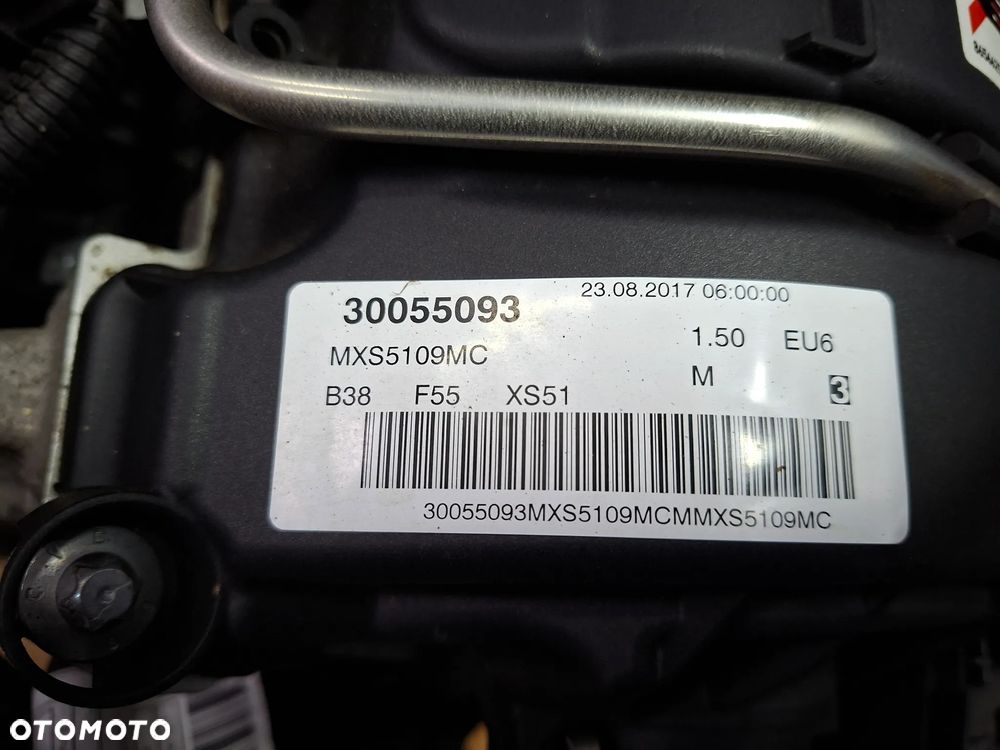 30055093 23.08.2017 06:00:00
MXS5109MC 1.50 EU6
B38 F55 XS51 M 3
30055093MXS5109MCMMXS5109MC
OTOMOTO